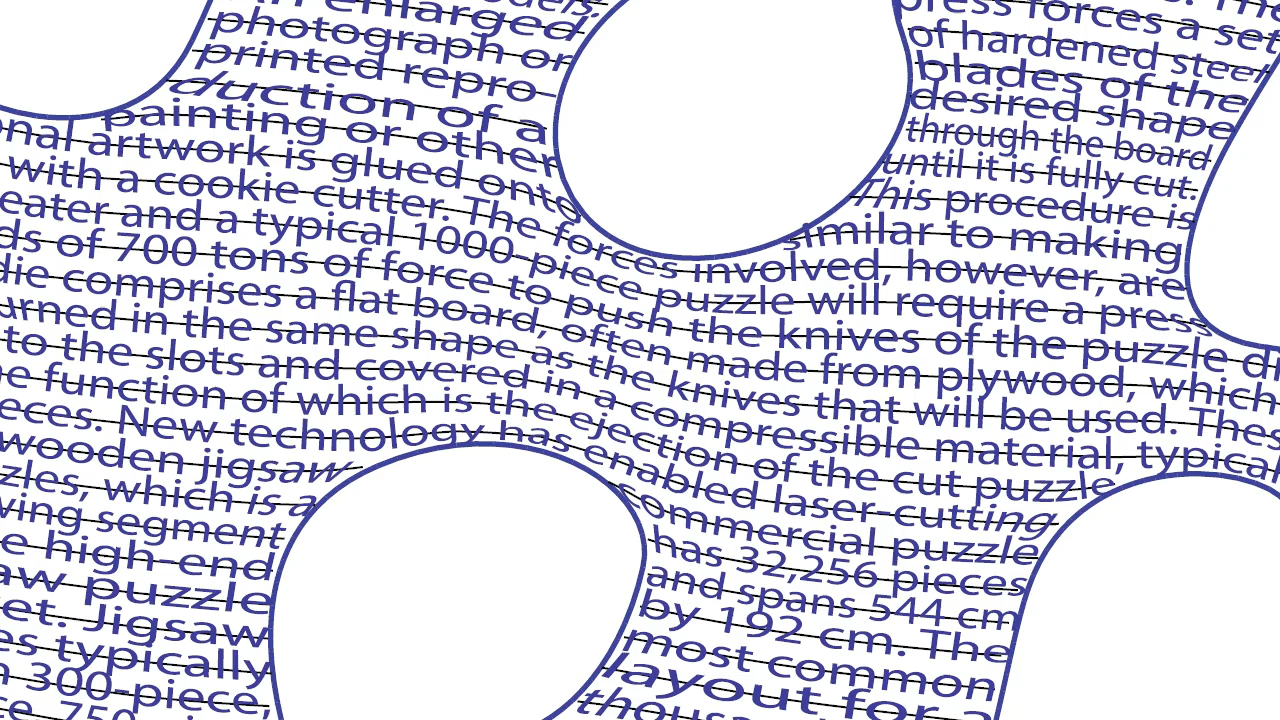 An enlarged
photograph or
printed repro-
duction of a
painting or other
artwork is glued onto
press forces a set
of hardened steel
blades of the
desired shape
through the board
until it is fully cut.
This procedure is
similar to making
with a cookie cutter. The forces involved, however, are
eater and a typical 1000-piece puzzle will require a press
ds of 700 tons of force to push the knives of the puzzle di
die comprises a flat board, often made from plywood, which
urned in the same shape as the knives that will be used. Thes
to the slots and covered in a compressible material, typical
e function of which is the ejection of the cut puzzle
eces. New technology has enabled laser-cutting
wooden jigsaw
zles, which is a
ving segment
e high-end
aw puzzle
et. Jigsaw
es typically
300-piece,
750
commercial puzzle
has 32,256 pieces
and spans 544 cm
by 192 cm. The
most common
layout for a
thousa